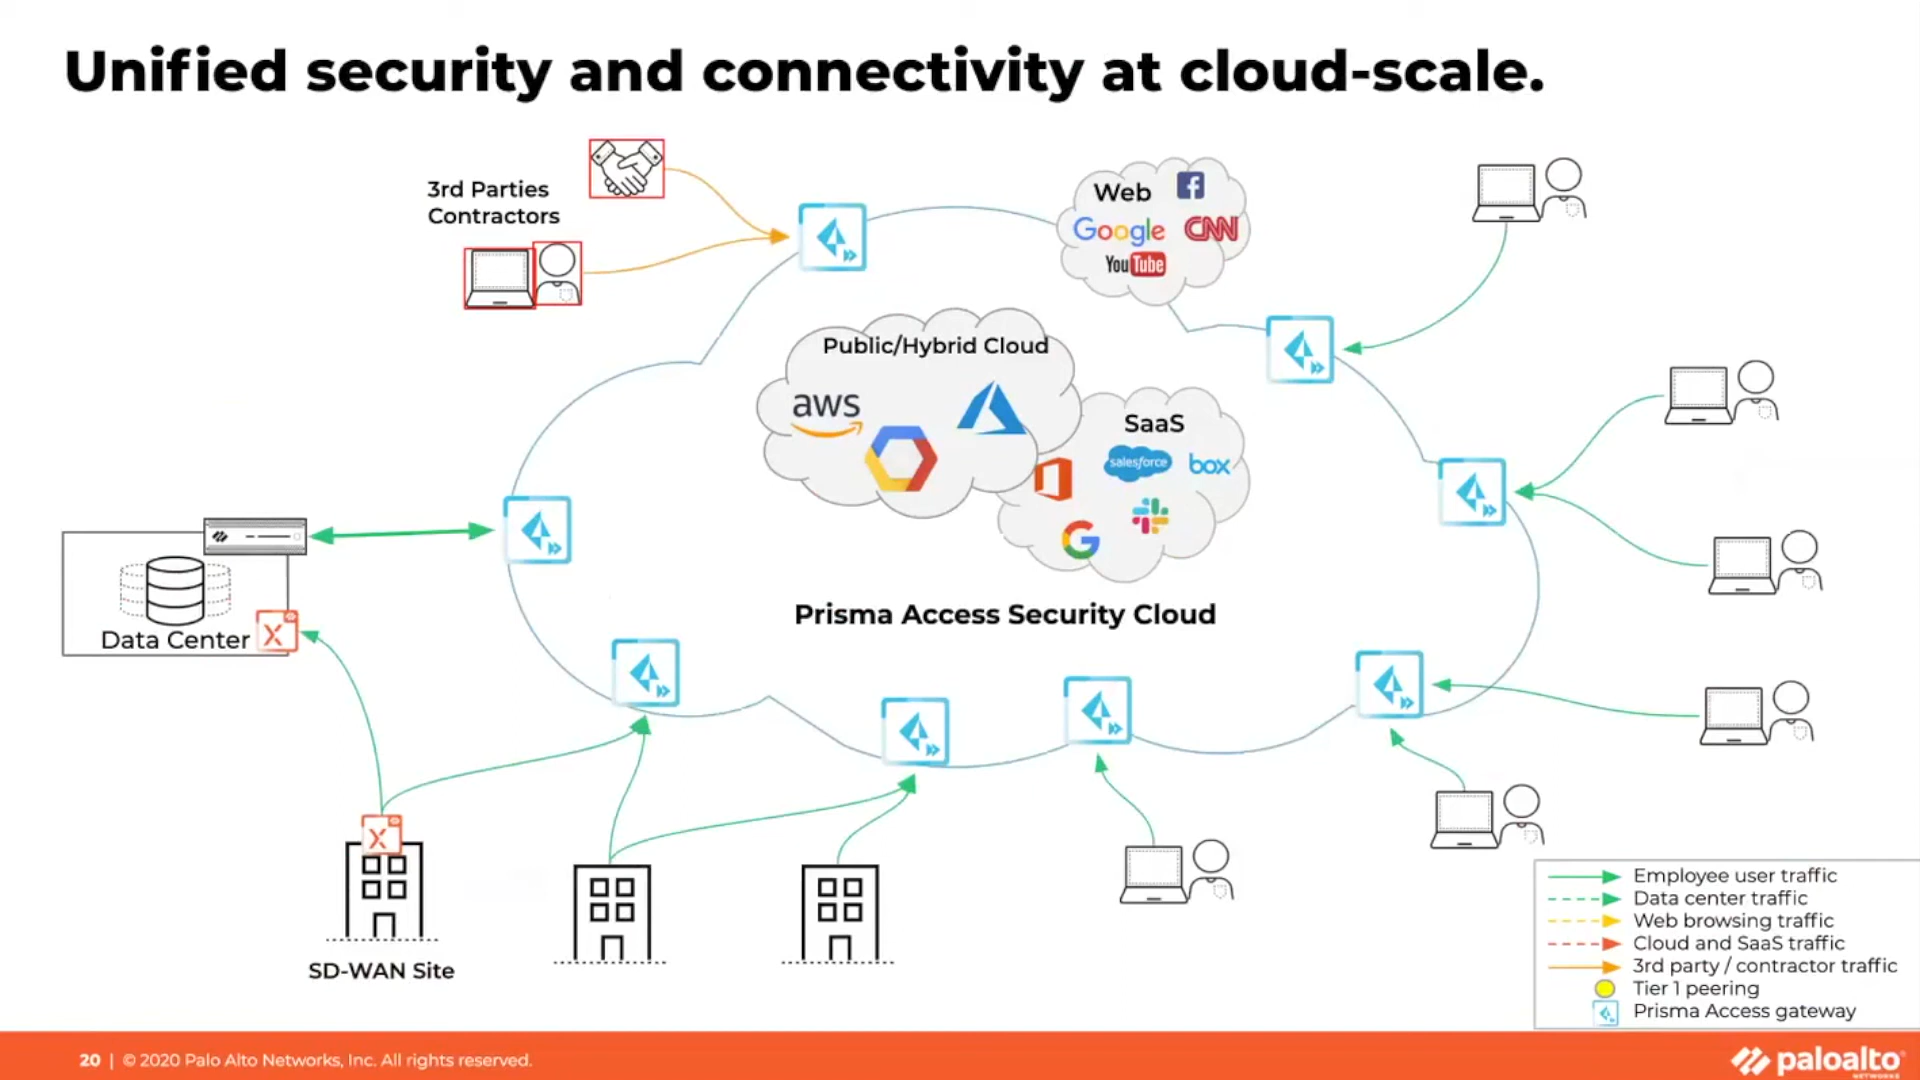 Unified security and connectivity at cloud-scale.
3rd Parties
Contractors
Web
Google
CNN
YouTube
Public/Hybrid Cloud
aws
SaaS
salesforce
box
G
Prisma Access Security Cloud
Data Center
X
X
SD-WAN Site
Employee user traffic
Data center traffic
Web browsing traffic
Cloud and SaaS traffic
3rd party / contractor traffic
Tier 1 peering
Prisma Access gateway
20 | © 2020 Palo Alto Networks, Inc. All rights reserved.
paloalto
NETWORKS